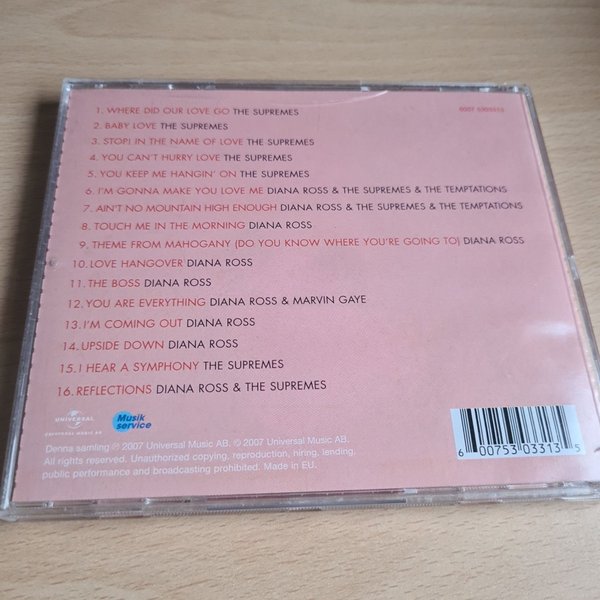 1. WHERE DID OUR LOVE GO THE SUPREMES
2. BABY LOVE THE SUPREMES
3. STOP! IN THE NAME OF LOVE THE SUPREMES
4. YOU CAN'T HURRY LOVE THE SUPREMES
5. YOU KEEP ME HANGIN' ON THE SUPREMES
6. I'M GONNA MAKE YOU LOVE ME DIANA ROSS & THE SUPREMES & THE TEMPTATIONS
7. AIN'T NO MOUNTAIN HIGH ENOUGH DIANA ROSS & THE SUPREMES & THE TEMPTATIONS
8. TOUCH ME IN THE MORNING DIANA ROSS
9. THEME FROM MAHOGANY (DO YOU KNOW WHERE YOU'RE GOING TO) DIANA ROSS
10. LOVE HANGOVER DIANA ROSS
11. THE BOSS DIANA ROSS
12. YOU ARE EVERYTHING DIANA ROSS & MARVIN GAYE
13. I'M COMING OUT DIANA ROSS
14. UPSIDE DOWN DIANA ROSS
15. I HEAR A SYMPHONY THE SUPREMES
16. REFLECTIONS DIANA ROSS & THE SUPREMES
UNIVERSAL
UNIVERSAL MUSIC AB
Musik
service
Denna samling ℗ 2007 Universal Music AB. © 2007 Universal Music AB.
All rights reserved. Unauthorized copying, reproduction, hiring, lending,
public performance and broadcasting prohibited. Made in EU.
6 00753 03313 5